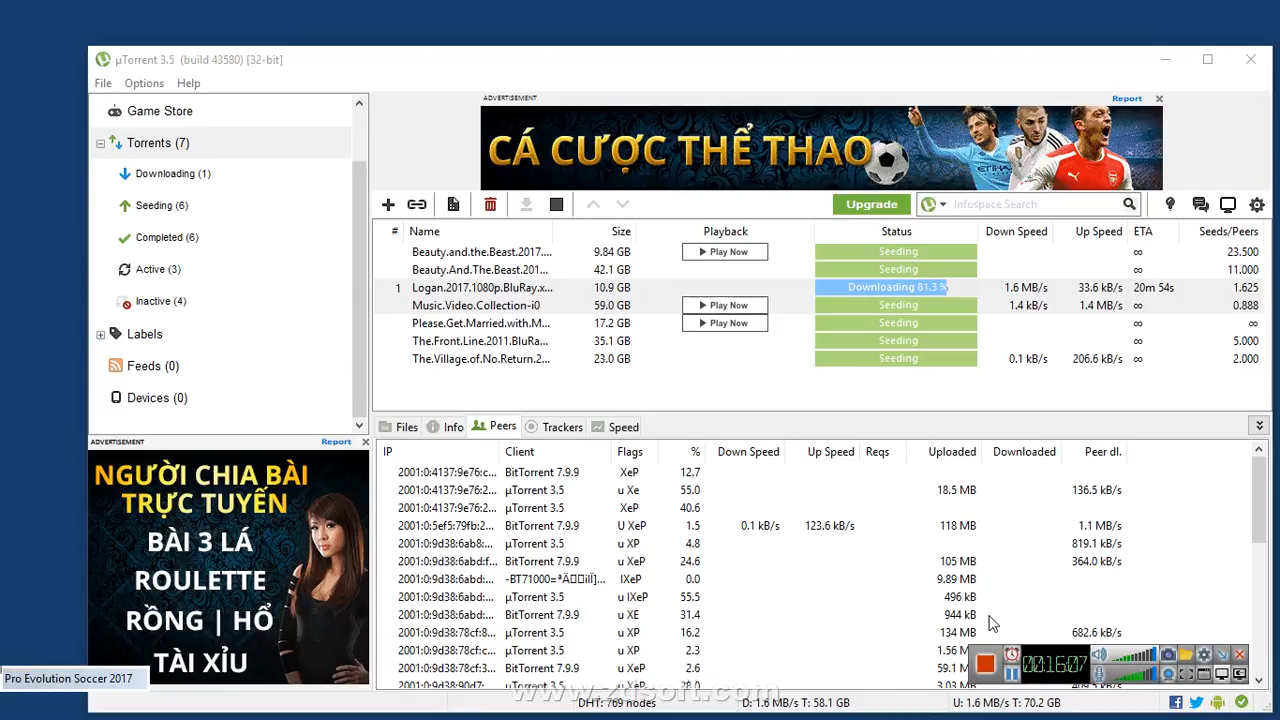 µTorrent 3.5 (build 43580) [32-bit]
File Options Help
Game Store
Torrents (7)
Downloading (1)
Seeding (6)
Completed (6)
Active (3)
Inactive (4)
Labels
Feeds (0)
Devices (0)
ADVERTISEMENT Report
NGƯỜI CHIA BÀI
TRỰC TUYẾN
BÀI 3 LÁ
ROULETTE
RỒNG | HỔ
TÀI XỈU
Pro Evolution Soccer 2017
ADVERTISEMENT Report
CÁ CƯỢC THỂ THAO
Upgrade Infospace Search
# Name Size Playback Status Down Speed Up Speed ETA Seeds/Peers
Beauty.and.the.Beast.2017.... 9.84 GB Play Now Seeding ∞ 23.500
Beauty.And.The.Beast.201... 42.1 GB Seeding ∞ 11.000
1 Logan.2017.1080p.BluRay.x... 10.9 GB Downloading 81.3 % 1.6 MB/s 33.6 kB/s 20m 54s 1.625
Music.Video.Collection-i0 59.0 GB Play Now Seeding 1.4 kB/s 1.4 MB/s ∞ 0.888
Please.Get.Married.with.M... 17.2 GB Play Now Seeding ∞ ∞
The.Front.Line.2011.BluRa... 35.1 GB Seeding ∞ 5.000
The.Village.of.No.Return.2... 23.0 GB Seeding 0.1 kB/s 206.6 kB/s ∞ 2.000
Files Info Peers Trackers Speed
IP Client Flags % Down Speed Up Speed Reqs Uploaded Downloaded Peer dl.
2001:0:4137:9e76:c... BitTorrent 7.9.9 XeP 12.7
2001:0:4137:9e76:2... µTorrent 3.5 u Xe 55.0 18.5 MB 136.5 kB/s
2001:0:4137:9e76:2... µTorrent 3.5 XeP 40.6
2001:0:5ef5:79fb:2... BitTorrent 7.9.9 U XeP 1.5 0.1 kB/s 123.6 kB/s 118 MB 1.1 MB/s
2001:0:9d38:6ab8:... µTorrent 3.5 u XP 4.8 819.1 kB/s
2001:0:9d38:6abd:f... BitTorrent 7.9.9 u XeP 24.6 105 MB 364.0 kB/s
2001:0:9d38:6abd:... IXeP 0.0 9.89 MB
2001:0:9d38:6abd:... µTorrent 3.5 u IXeP 55.5 496 kB
2001:0:9d38:6abd:... BitTorrent 7.9.9 u XE 31.4 944 kB
2001:0:9d38:78cf:8... µTorrent 3.5 u XP 16.2 134 MB 682.6 kB/s
2001:0:9d38:78cf:c... µTorrent 3.5 u XP 2.3 1.56
2001:0:9d38:78cf:e... BitTorrent 7.9.9 u XeP 2.6 59.1
00:16:07
www.zdsoft.com
DHT: 769 nodes D: 1.6 MB/s T: 58.1 GB U: 1.6 MB/s T: 70.2 GB